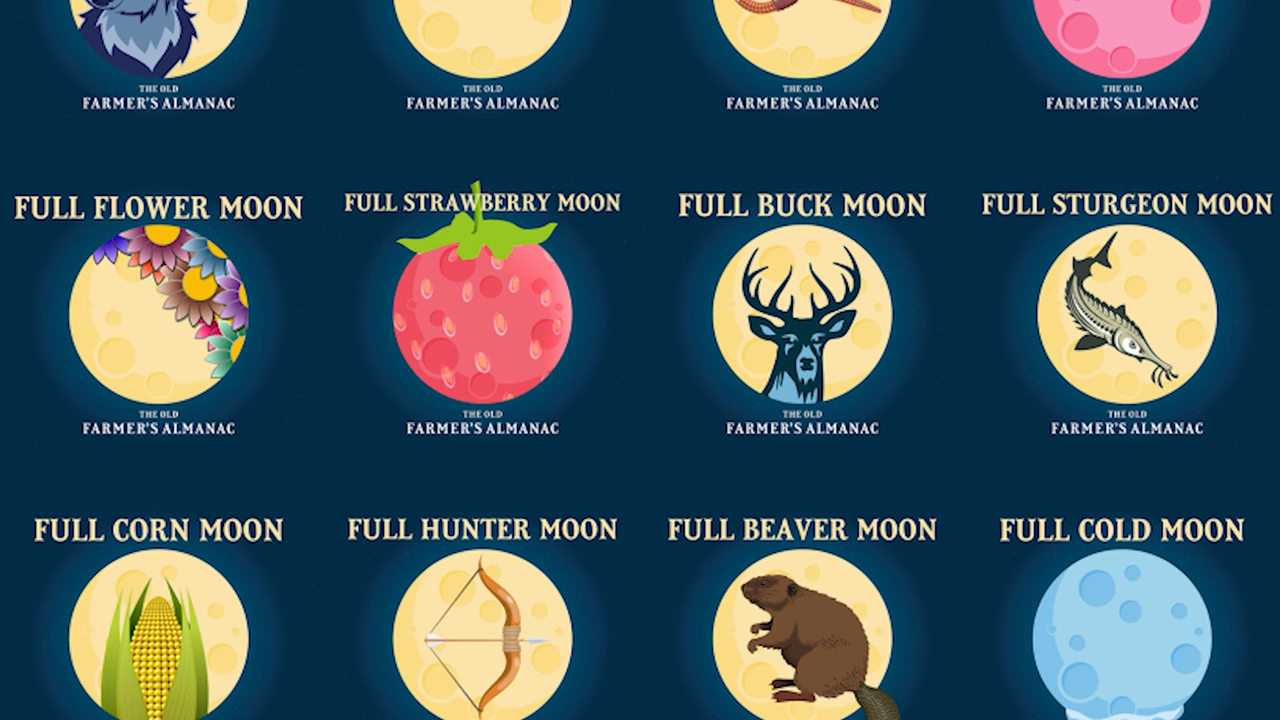 THE OLD
FARMER'S ALMANAC
THE OLD
FARMER'S ALMANAC
THE OLD
FARMER'S ALMANAC
THE OLD
FARMER'S ALMANAC
FULL FLOWER MOON
FULL STRAWBERRY MOON
FULL BUCK MOON
FULL STURGEON MOON
THE OLD
FARMER'S ALMANAC
THE OLD
FARMER'S ALMANAC
THE OLD
FARMER'S ALMANAC
THE OLD
FARMER'S ALMANAC
FULL CORN MOON
FULL HUNTER MOON
FULL BEAVER MOON
FULL COLD MOON